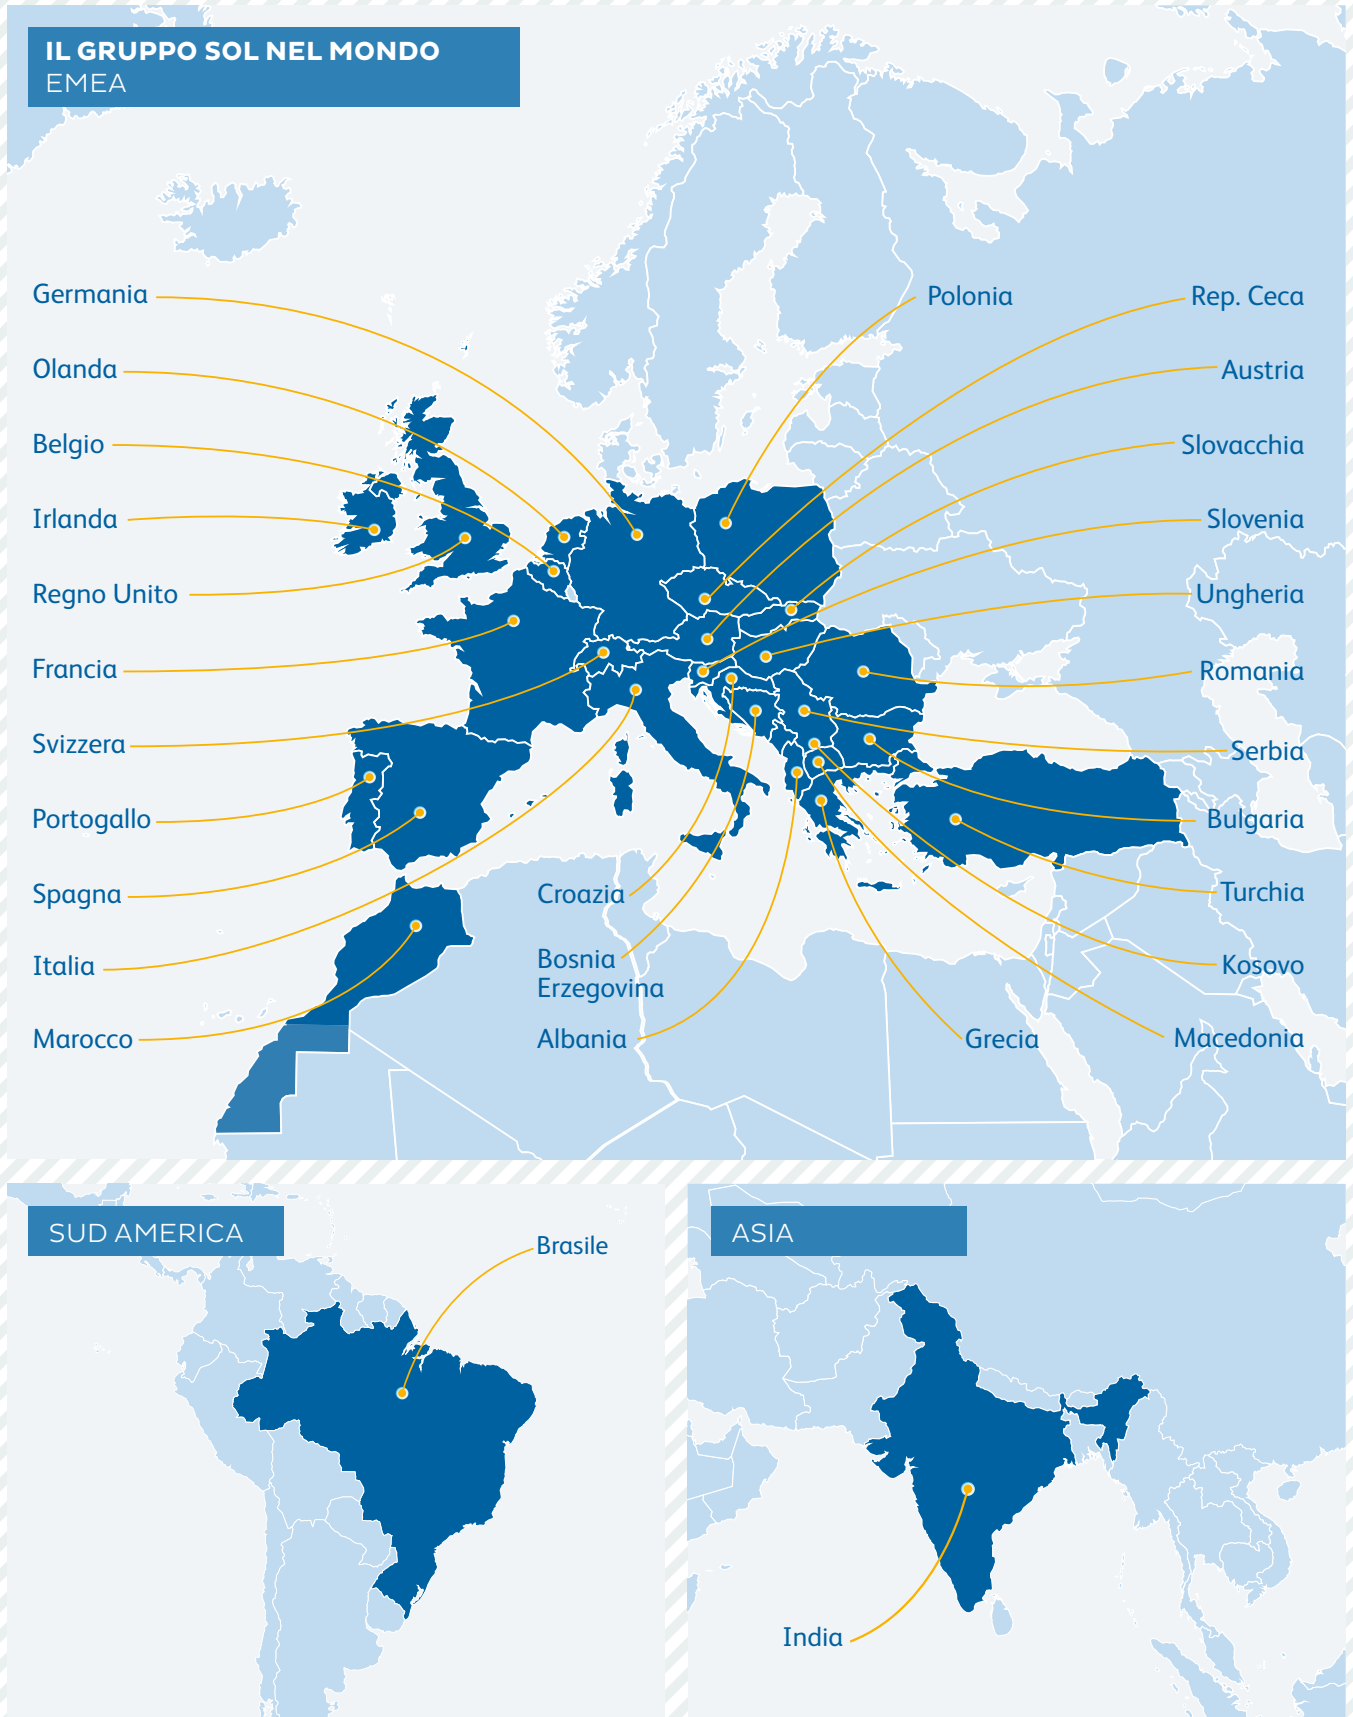 IL GRUPPO SOL NEL MONDO
EMEA
Germania
Olanda
Belgio
Irlanda
Regno Unito
Francia
Svizzera
Portogallo
Spagna
Italia
Marocco
Croazia
Bosnia
Erzegovina
Albania
Polonia
Rep. Ceca
Austria
Slovacchia
Slovenia
Ungheria
Romania
Serbia
Bulgaria
Turchia
Kosovo
Macedonia
Grecia
SUD AMERICA
Brasile
ASIA
India